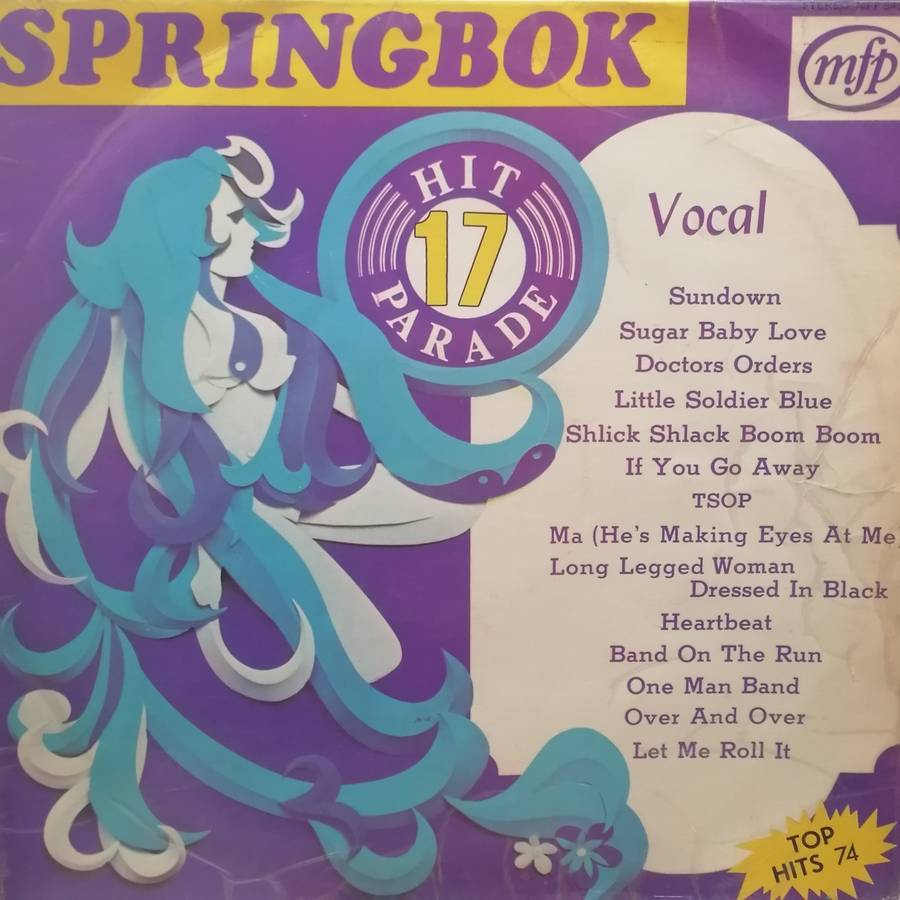 SPRINGBOK
STEREO MFP
mfp
HIT
17
PARADE
Vocal
Sundown
Sugar Baby Love
Doctors Orders
Little Soldier Blue
Shlick Shlack Boom Boom
If You Go Away
TSOP
Ma (He's Making Eyes At Me
Long Legged Woman
Dressed In Black
Heartbeat
Band On The Run
One Man Band
Over And Over
Let Me Roll It
TOP
HITS 74